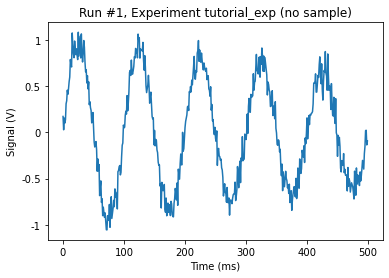 Run #1, Experiment tutorial_exp (no sample)
1
0.5
0
-0.5
-1
Signal (V)
0 100 200 300 400 500
Time (ms)